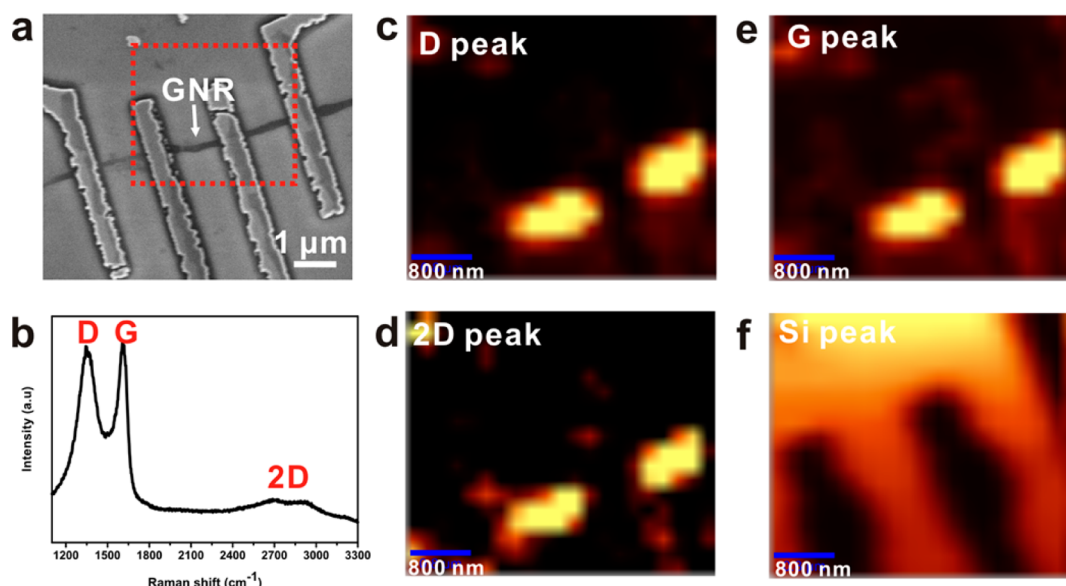 a
GNR
1 μm
c
D peak
800 nm
e
G peak
800 nm
b
D
G
2D
Intensity (a.u)
1200 1500 1800 2100 2400 2700 3000 3300
Raman shift (cm⁻¹)
d
2D peak
800 nm
f
Si peak
800 nm